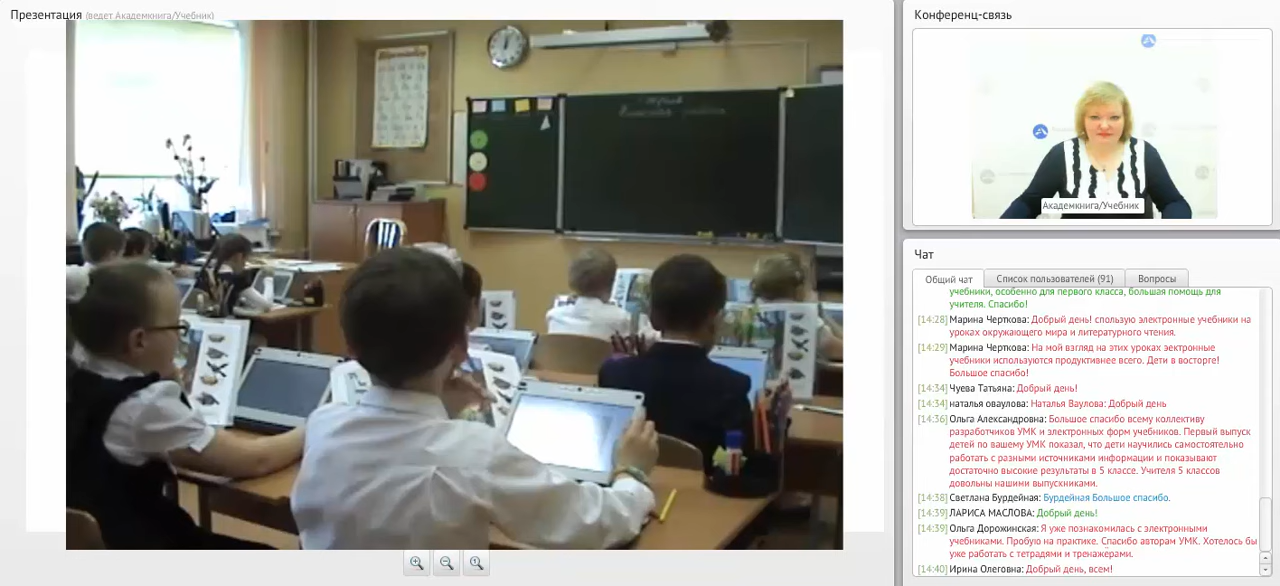 Презентация (ведет Академкнига/Учебник)
Конференц-связь
Академкнига/Учебник
Чат
Общий чат
Список пользователей (91)
Вопросы
учебники, особенно для первого класса, большая помощь для
учителя. Спасибо!
[14:28] Марина Черткова: Добрый день! спользую электронные учебники на
уроках окружающего мира и литературного чтения.
[14:29] Марина Черткова: На мой взгляд на этих уроках эектронные
учебники используются продуктивнее всего. Дети в восторге!
Большое спасибо!
[14:34] Чуева Татьяна: Добрый день!
[14:34] наталья оваулова: Наталья Ваулова: Добрый день
[14:36] Ольга Александровна: Большое спасибо всему коллективу
разработчиков УМК и электронных форм учебников. Первый выпуск
детей по вашему УМК показал, что дети научились самостоятельно
работать с разными источниками информации и показывают
достаточно высокие результаты в 5 классе. Учителя 5 классов
довольны нашими выпускниками.
[14:38] Светлана Бурдейная: Бурдейная Большое спасибо.
[14:39] ЛАРИСА МАСЛОВА: Добрый день!
[14:39] Ольга Дорожинская: Я уже познакомилась с электронными
учебниками. Пробую на практике. Спасибо авторам УМК. Хотелось бы
уже работать с тетрадями и тренажёрами.
[14:40] Ирина Олеговна: Добрый день, всем!